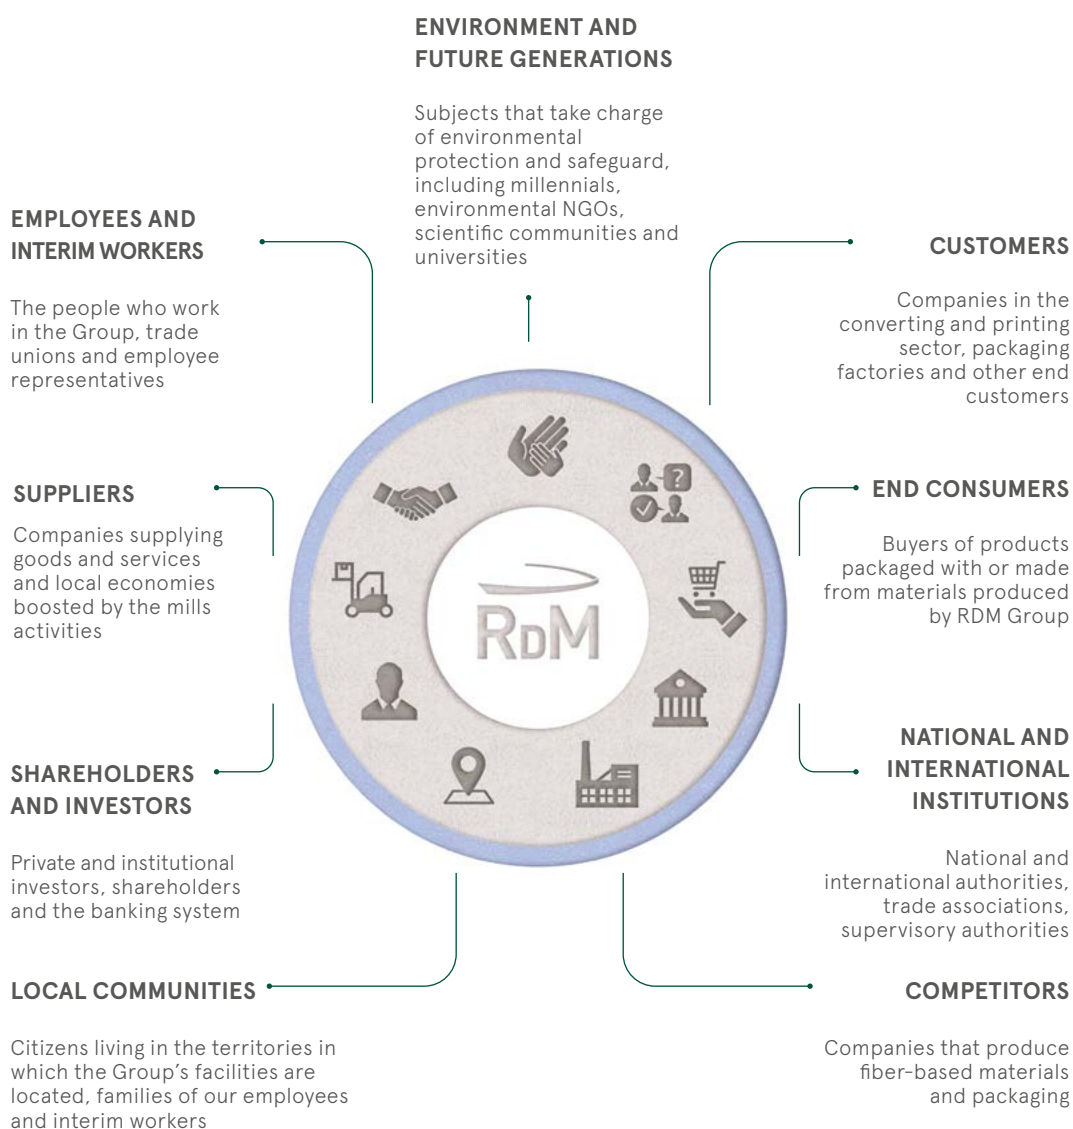 ENVIRONMENT AND
FUTURE GENERATIONS
Subjects that take charge
of environmental
protection and safeguard,
including millennials,
environmental NGOs,
scientific communities and
universities
EMPLOYEES AND
INTERIM WORKERS
The people who work
in the Group, trade
unions and employee
representatives
CUSTOMERS
Companies in the
converting and printing
sector, packaging
factories and other end
customers
SUPPLIERS
Companies supplying
goods and services
and local economies
boosted by the mills
activities
?
RDM
END CONSUMERS
Buyers of products
packaged with or made
from materials produced
by RDM Group
SHAREHOLDERS
AND INVESTORS
Private and institutional
investors, shareholders
and the banking system
NATIONAL AND
INTERNATIONAL
INSTITUTIONS
National and
international authorities,
trade associations,
supervisory authorities
LOCAL COMMUNITIES
Citizens living in the territories in
which the Group’s facilities are
located, families of our employees
and interim workers
COMPETITORS
Companies that produce
fiber-based materials
and packaging